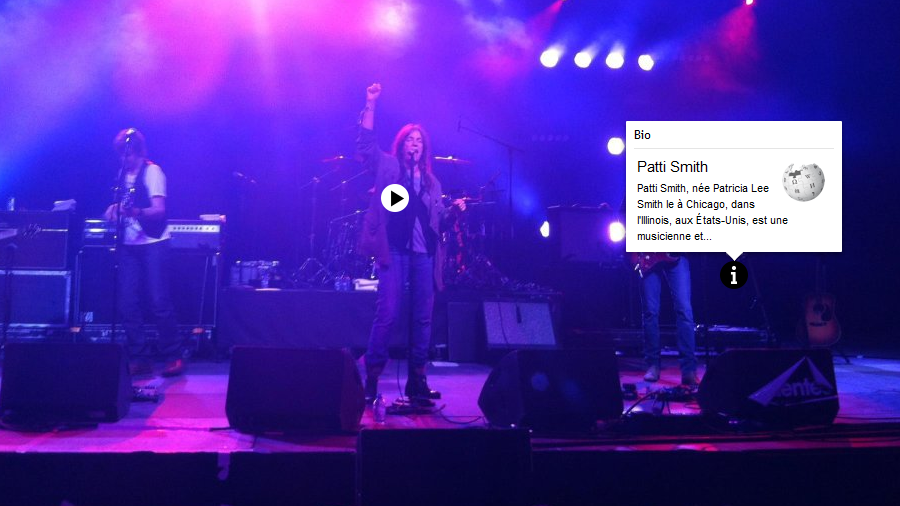 Bio
Patti Smith
Patti Smith, née Patricia Lee
Smith le à Chicago, dans
l'Illinois, aux États-Unis, est une
musicienne et...